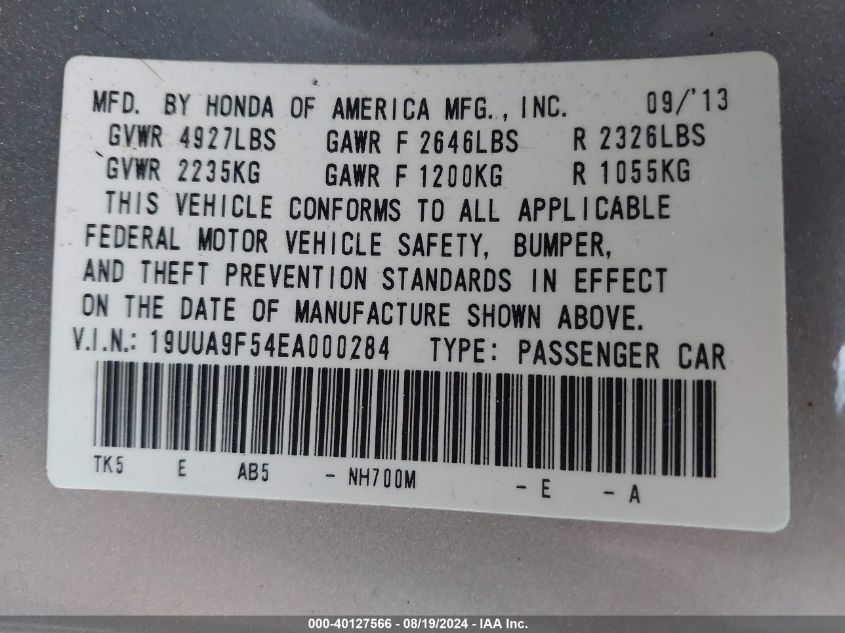 MFD. BY HONDA OF AMERICA MFG., INC. 09/'13
GVWR 4927LBS GAWR F 2646LBS R 2326LBS
GVWR 2235KG GAWR F 1200KG R 1055KG
THIS VEHICLE CONFORMS TO ALL APPLICABLE
FEDERAL MOTOR VEHICLE SAFETY, BUMPER,
AND THEFT PREVENTION STANDARDS IN EFFECT
ON THE DATE OF MANUFACTURE SHOWN ABOVE.
V.I.N.: 19UUA9F54EA000284 TYPE: PASSENGER CAR
TK5 E AB5 - NH700M - E - A
000-40127566 - 08/19/2024 - IAA Inc.